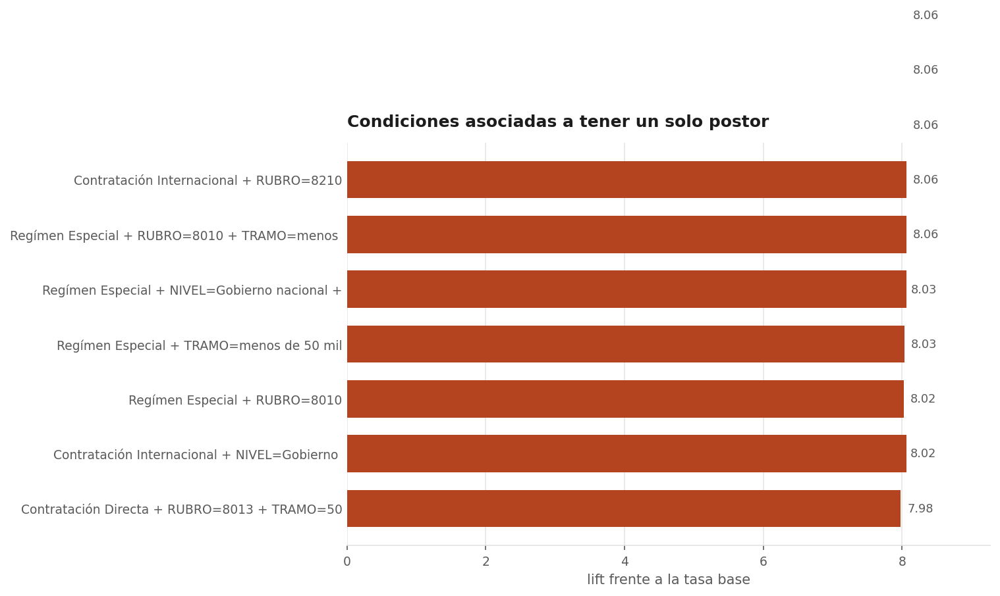 8.06
8.06
Condiciones asociadas a tener un solo postor
8.06
Contratación Internacional + RUBRO=8210
8.06
Regímen Especial + RUBRO=8010 + TRAMO=menos
8.06
Regímen Especial + NIVEL=Gobierno nacional +
8.03
Regímen Especial + TRAMO=menos de 50 mil
8.03
Regímen Especial + RUBRO=8010
8.02
Contratación Internacional + NIVEL=Gobierno
8.02
Contratación Directa + RUBRO=8013 + TRAMO=50
7.98
0 2 4 6 8
lift frente a la tasa base